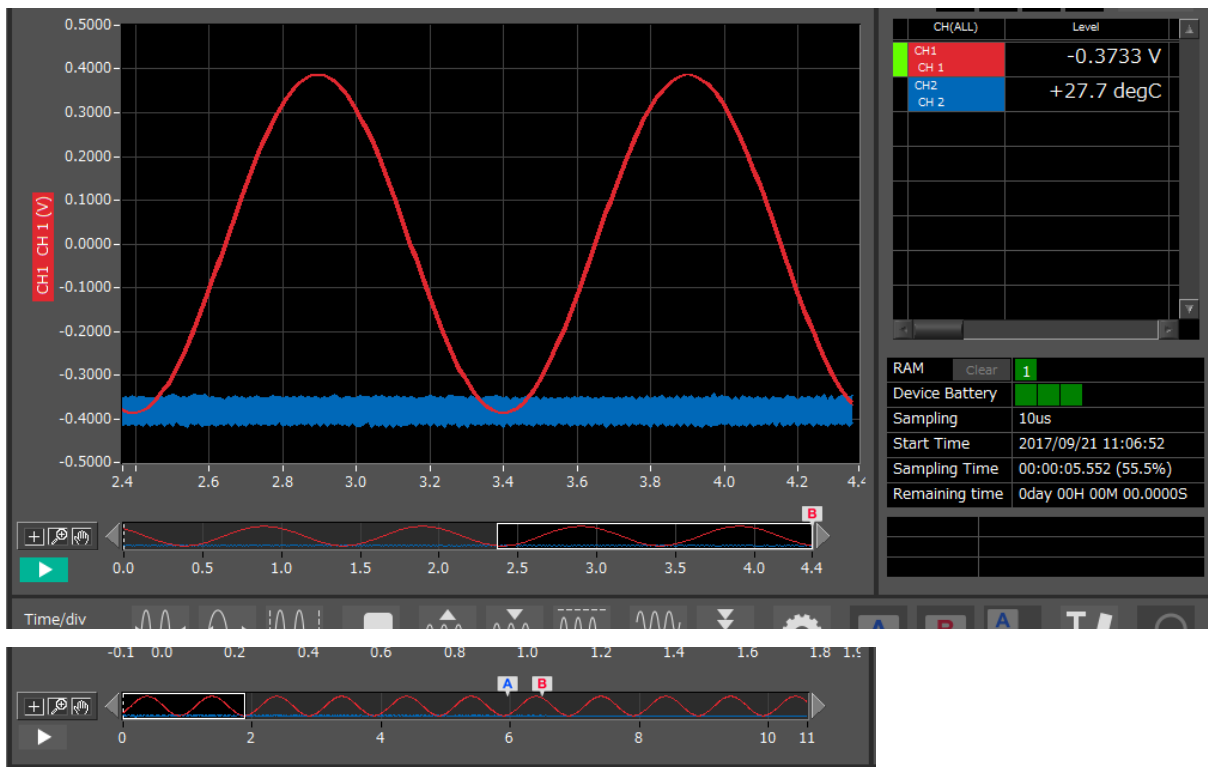 0.5000
0.4000
0.3000
0.2000
0.1000
0.0000
-0.1000
-0.2000
-0.3000
-0.4000
-0.5000
CH1 CH 1 (V)
2.4 2.6 2.8 3.0 3.2 3.4 3.6 3.8 4.0 4.2 4.4
B
0.0 0.5 1.0 1.5 2.0 2.5 3.0 3.5 4.0 4.4
Time/div
A B A T
CH(ALL) Level
CH1
CH 1 -0.3733 V
CH2
CH 2 +27.7 degC
RAM Clear 1
Device Battery
Sampling 10us
Start Time 2017/09/21 11:06:52
Sampling Time 00:00:05.552 (55.5%)
Remaining time 0day 00H 00M 00.0000S
-0.1 0.0 0.2 0.4 0.6 0.8 1.0 1.2 1.4 1.6 1.8 1.9
A B
0 2 4 6 8 10 11